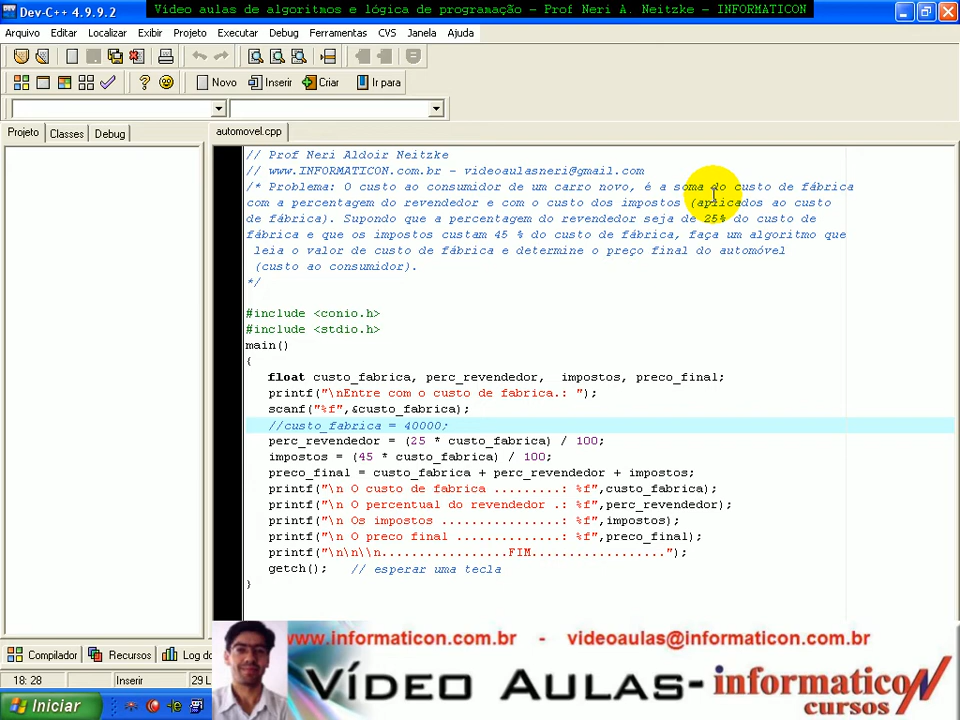 Dev-C++ 4.9.9.2
Vídeo aulas de algoritmos e lógica de programação - Prof Neri A. Neitzke - INFORMATICON
Arquivo Editar Localizar Exibir Projeto Executar Debug Ferramentas CVS Janela Ajuda
Novo Inserir Criar Ir para
Projeto Classes Debug automovel.cpp
// Prof Neri Aldoir Neitzke
// www.INFORMATICON.com.br - videoaulasneri@gmail.com
/* Problema: O custo ao consumidor de um carro novo, é a soma do custo de fábrica
com a percentagem do revendedor e com o custo dos impostos (aplicados ao custo
de fábrica). Supondo que a percentagem do revendedor seja de 25% do custo de
fábrica e que os impostos custam 45 % do custo de fábrica, faça um algoritmo que
leia o valor de custo de fábrica e determine o preço final do automóvel
(custo ao consumidor).
*/
#include <conio.h>
#include <stdio.h>
main()
{
float custo_fabrica, perc_revendedor, impostos, preco_final;
printf("\nEntre com o custo de fabrica.: ");
scanf("%f",&custo_fabrica);
//custo_fabrica = 40000;
perc_revendedor = (25 * custo_fabrica) / 100;
impostos = (45 * custo_fabrica) / 100;
preco_final = custo_fabrica + perc_revendedor + impostos;
printf("\n O custo de fabrica .........: %f",custo_fabrica);
printf("\n O percentual do revendedor .: %f",perc_revendedor);
printf("\n Os impostos ................: %f",impostos);
printf("\n O preco final ..............: %f",preco_final);
printf("\n\n\\n.................FIM..................");
getch(); // esperar uma tecla
}
Compilador Recursos Log do
www.informaticon.com.br - videoaulas@informaticon.com.br
18: 28 Inserir 29 L
Vídeo Aulas- informaticon
cursos
Iniciar